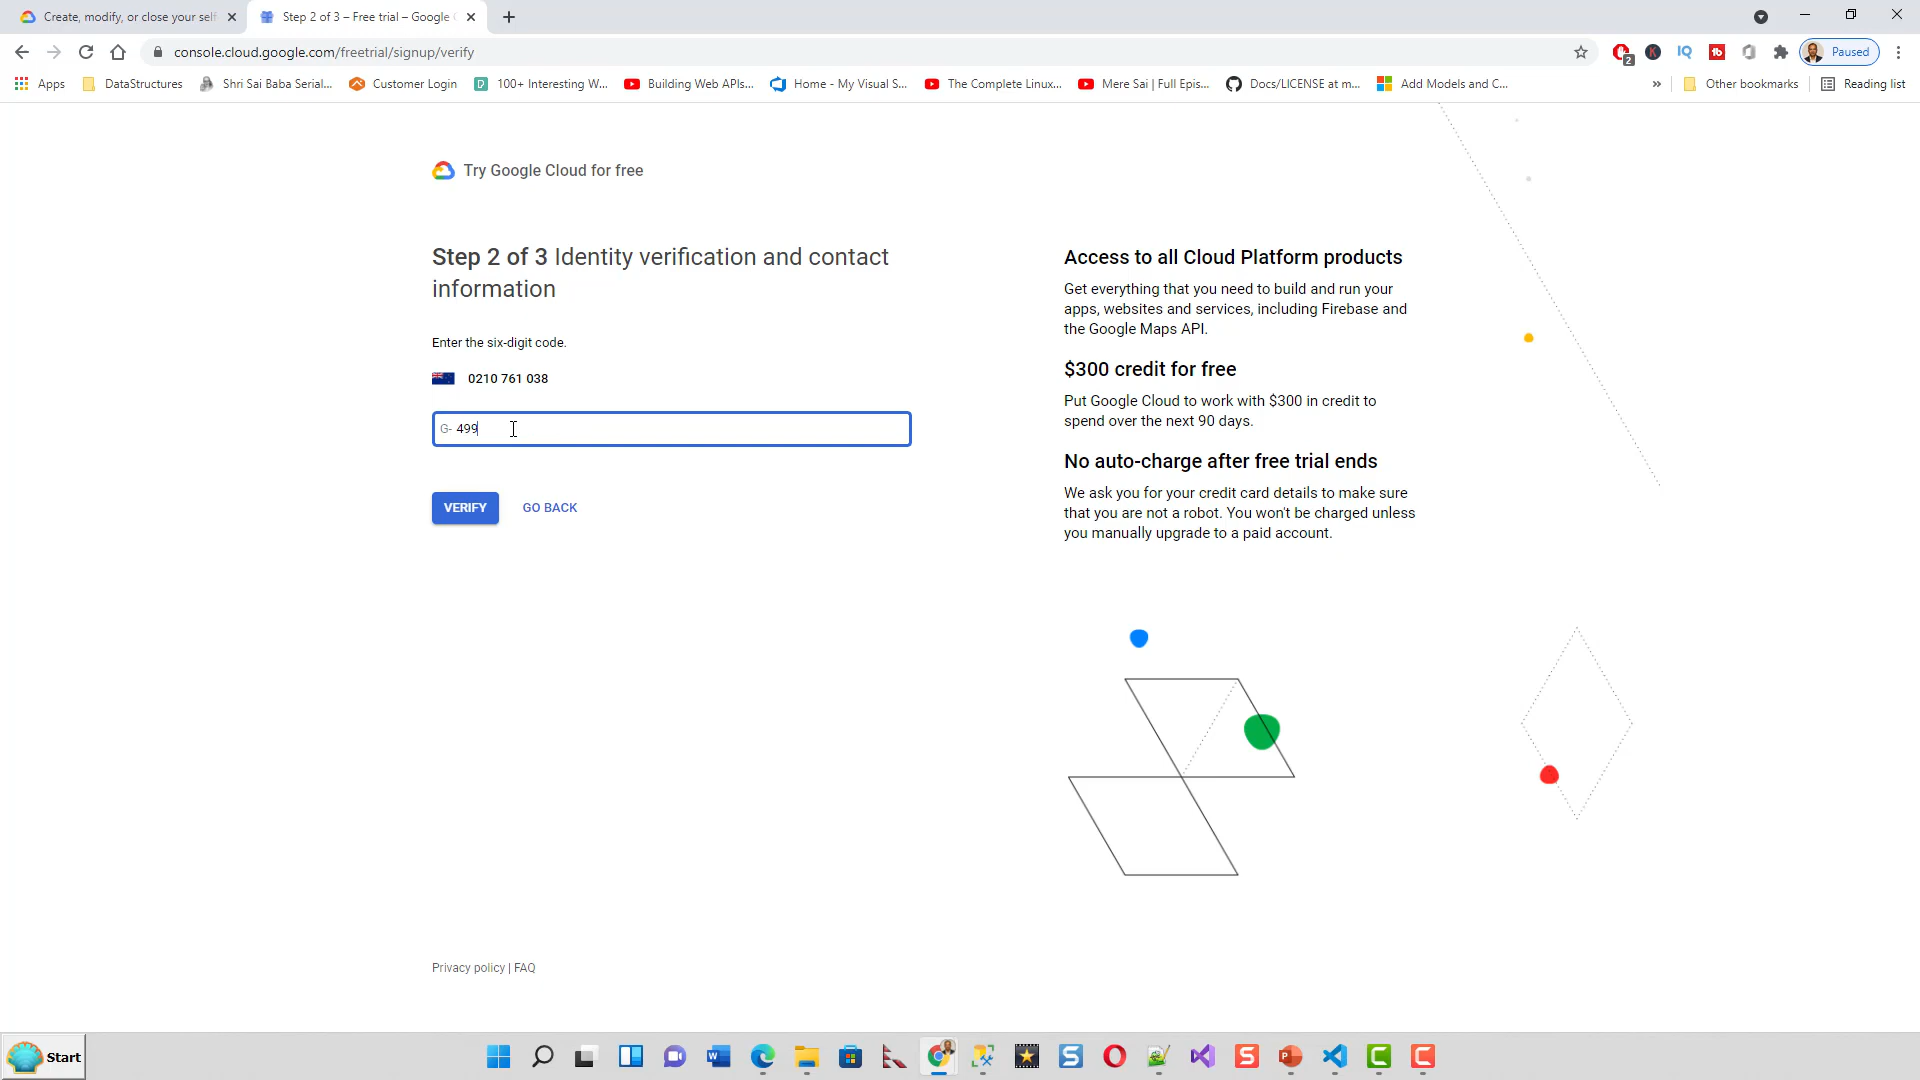 Create, modify, or close your self
Step 2 of 3 – Free trial – Google C
console.cloud.google.com/freetrial/signup/verify
2
Paused
Apps
DataStructures
Shri Sai Baba Serial...
Customer Login
100+ Interesting W...
Building Web APIs...
Home - My Visual S...
The Complete Linux...
Mere Sai | Full Epis...
Docs/LICENSE at m...
Add Models and C...
»
Other bookmarks
Reading list
Try Google Cloud for free
Step 2 of 3 Identity verification and contact
information
Enter the six-digit code.
0210 761 038
G- 499
VERIFY
GO BACK
Access to all Cloud Platform products
Get everything that you need to build and run your
apps, websites and services, including Firebase and
the Google Maps API.
$300 credit for free
Put Google Cloud to work with $300 in credit to
spend over the next 90 days.
No auto-charge after free trial ends
We ask you for your credit card details to make sure
that you are not a robot. You won't be charged unless
you manually upgrade to a paid account.
Privacy policy | FAQ
Start